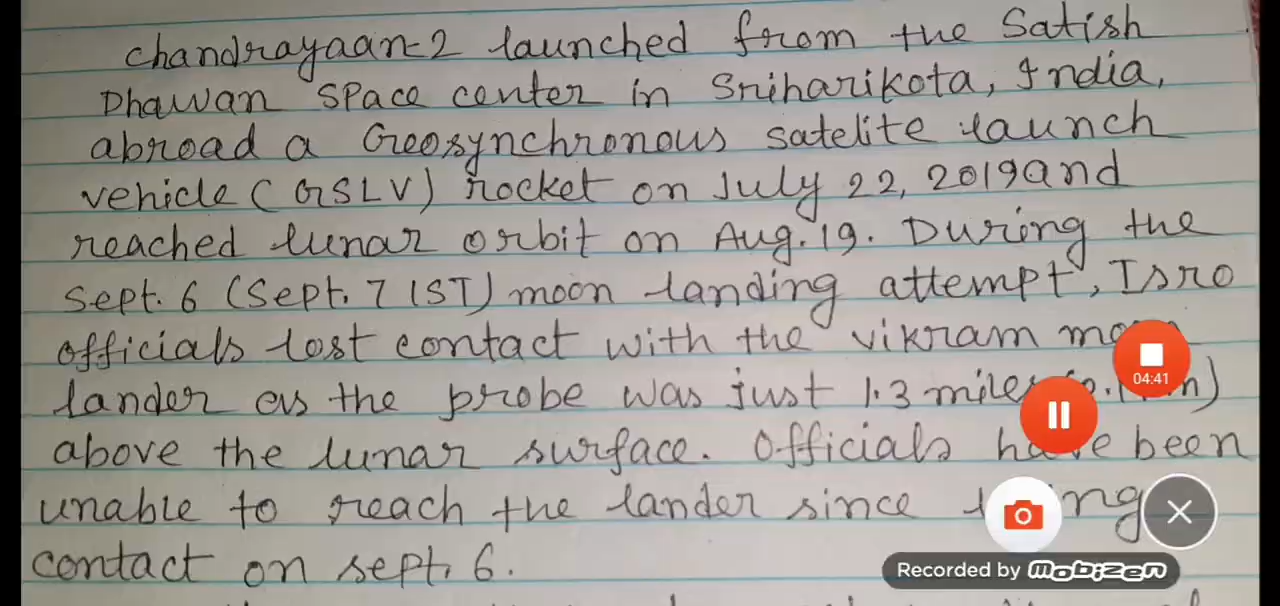 Chandrayaan-2 launched from the Satish
Dhawan space center in Sriharikota, India,
abroad a Geosynchronous satelite launch
vehicle (GSLV) rocket on July 22, 2019and
reached lunar orbit on Aug. 19. During the
Sept. 6 (Sept. 7 IST) moon landing attempt, Isro
officials lost contact with the vikram
lander as the probe was just 1.3
04:41
above the lunar surface. Officials have been
unable to reach the lander since
contact on sept. 6.
Recorded by mobizen